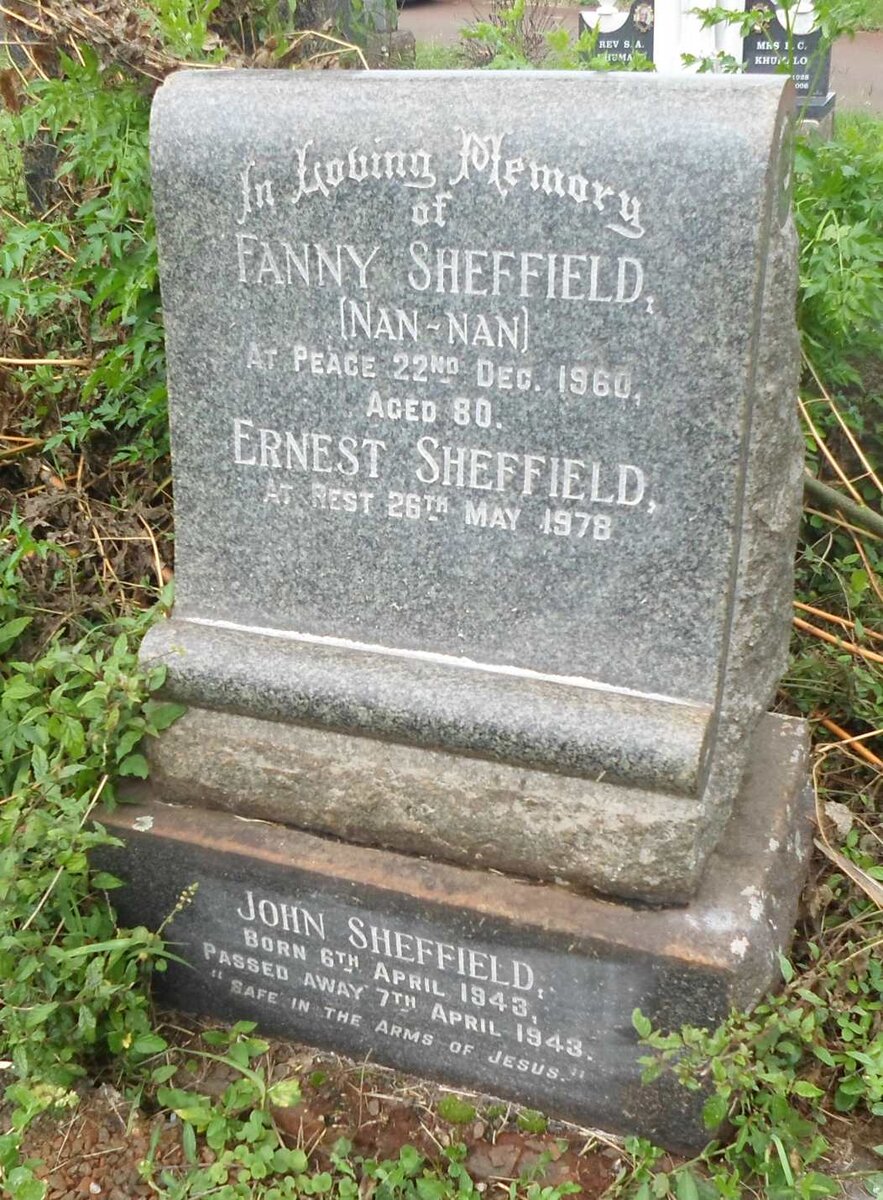 REV S.A.
MRS I. C.
In Loving Memory
of
FANNY SHEFFIELD,
(NAN-NAN)
AT PEACE 22ND DEC. 1960,
AGED 80.
ERNEST SHEFFIELD,
AT REST 26TH MAY 1978
JOHN SHEFFIELD,
BORN 6TH APRIL 1943,
PASSED AWAY 7TH APRIL 1943.
"SAFE IN THE ARMS OF JESUS."